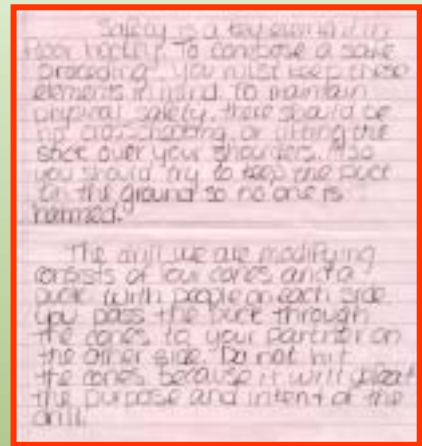 Safety is a key element in
floor hockey. To compose a safe
proceeding you must keep these
elements in mind. To maintain
physical safety, there should be
no crosschecking, or lifting the
stick over your shoulders. Also
you should try to keep the puck
on the ground so no one is
harmed.
The drill we are modifying
consists of four cones and a
puck. With people on each side
you pass the puck through
the cones to your partner on
the other side. Do not hit
the cones because it will defeat
the purpose and intent of the
drill.